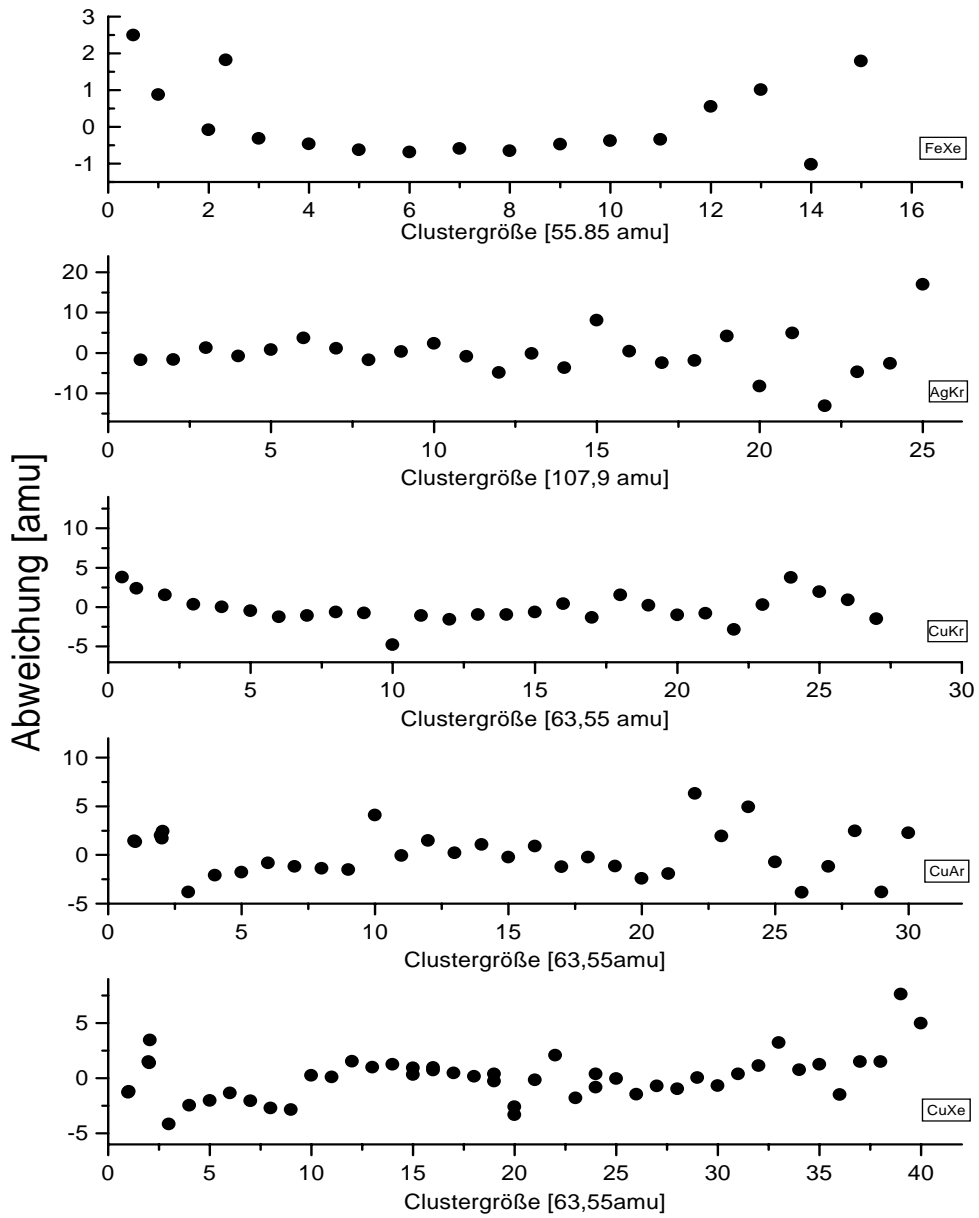 3
2
1
0
-1
FeXe
0 2 4 6 8 10 12 14 16
Clustergröße [55.85 amu]
20
10
0
-10
AgKr
0 5 10 15 20 25
Clustergröße [107,9 amu]
Abweichung [amu]
10
5
0
-5
CuKr
0 5 10 15 20 25 30
Clustergröße [63,55 amu]
10
5
0
-5
CuAr
0 5 10 15 20 25 30
Clustergröße [63,55amu]
5
0
-5
CuXe
0 5 10 15 20 25 30 35 40
Clustergröße [63,55amu]